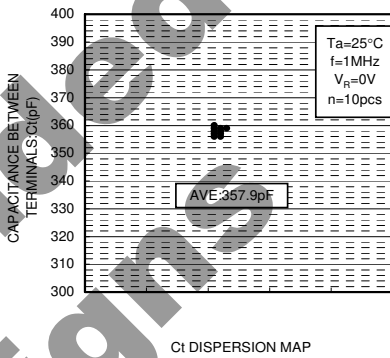 400
390
380
370
360
350
340
330
320
310
300
CAPACITANCE BETWEEN
TERMINALS:Ct(pF)
Ta=25°C
f=1MHz
VR=0V
n=10pcs
AVE:357.9pF
Ct DISPERSION MAP